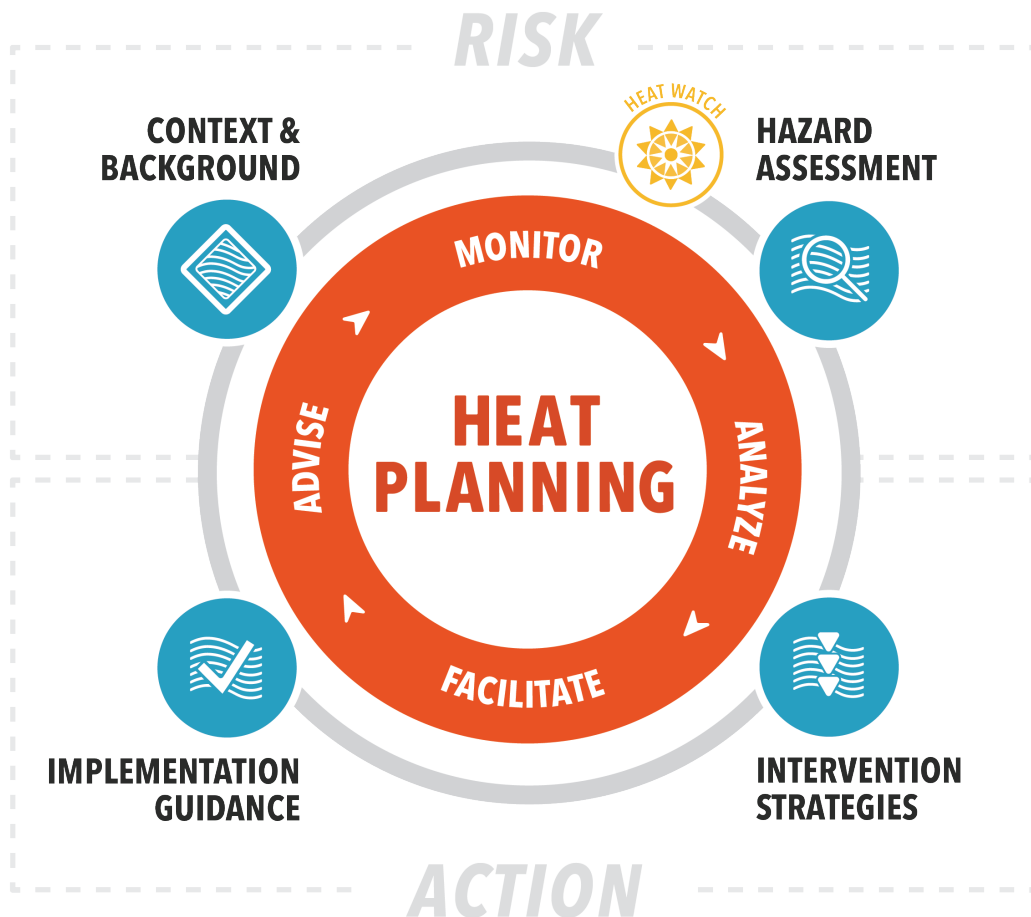 RISK
HEAT WATCH
CONTEXT &
BACKGROUND
HAZARD
ASSESSMENT
MONITOR
ADVISE
HEAT
PLANNING
ANALYZE
FACILITATE
IMPLEMENTATION
GUIDANCE
INTERVENTION
STRATEGIES
ACTION